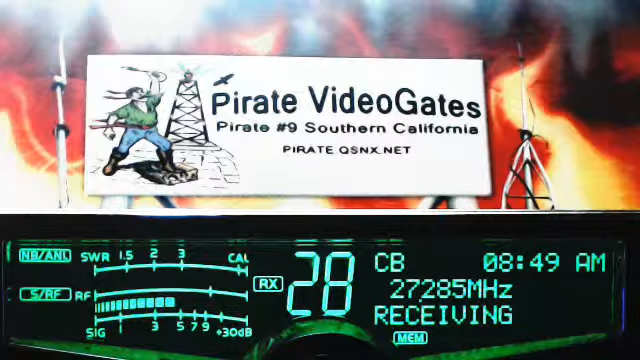 Pirate VideoGates
Pirate #9 Southern California
PIRATE.QSNX.NET
NB/ANL SWR 1.5 2 3 CAL
S/RF RF
SIG 3 5 7 9 +30dB
RX 28
CB 08:49 AM
27285MHz
RECEIVING
MEM